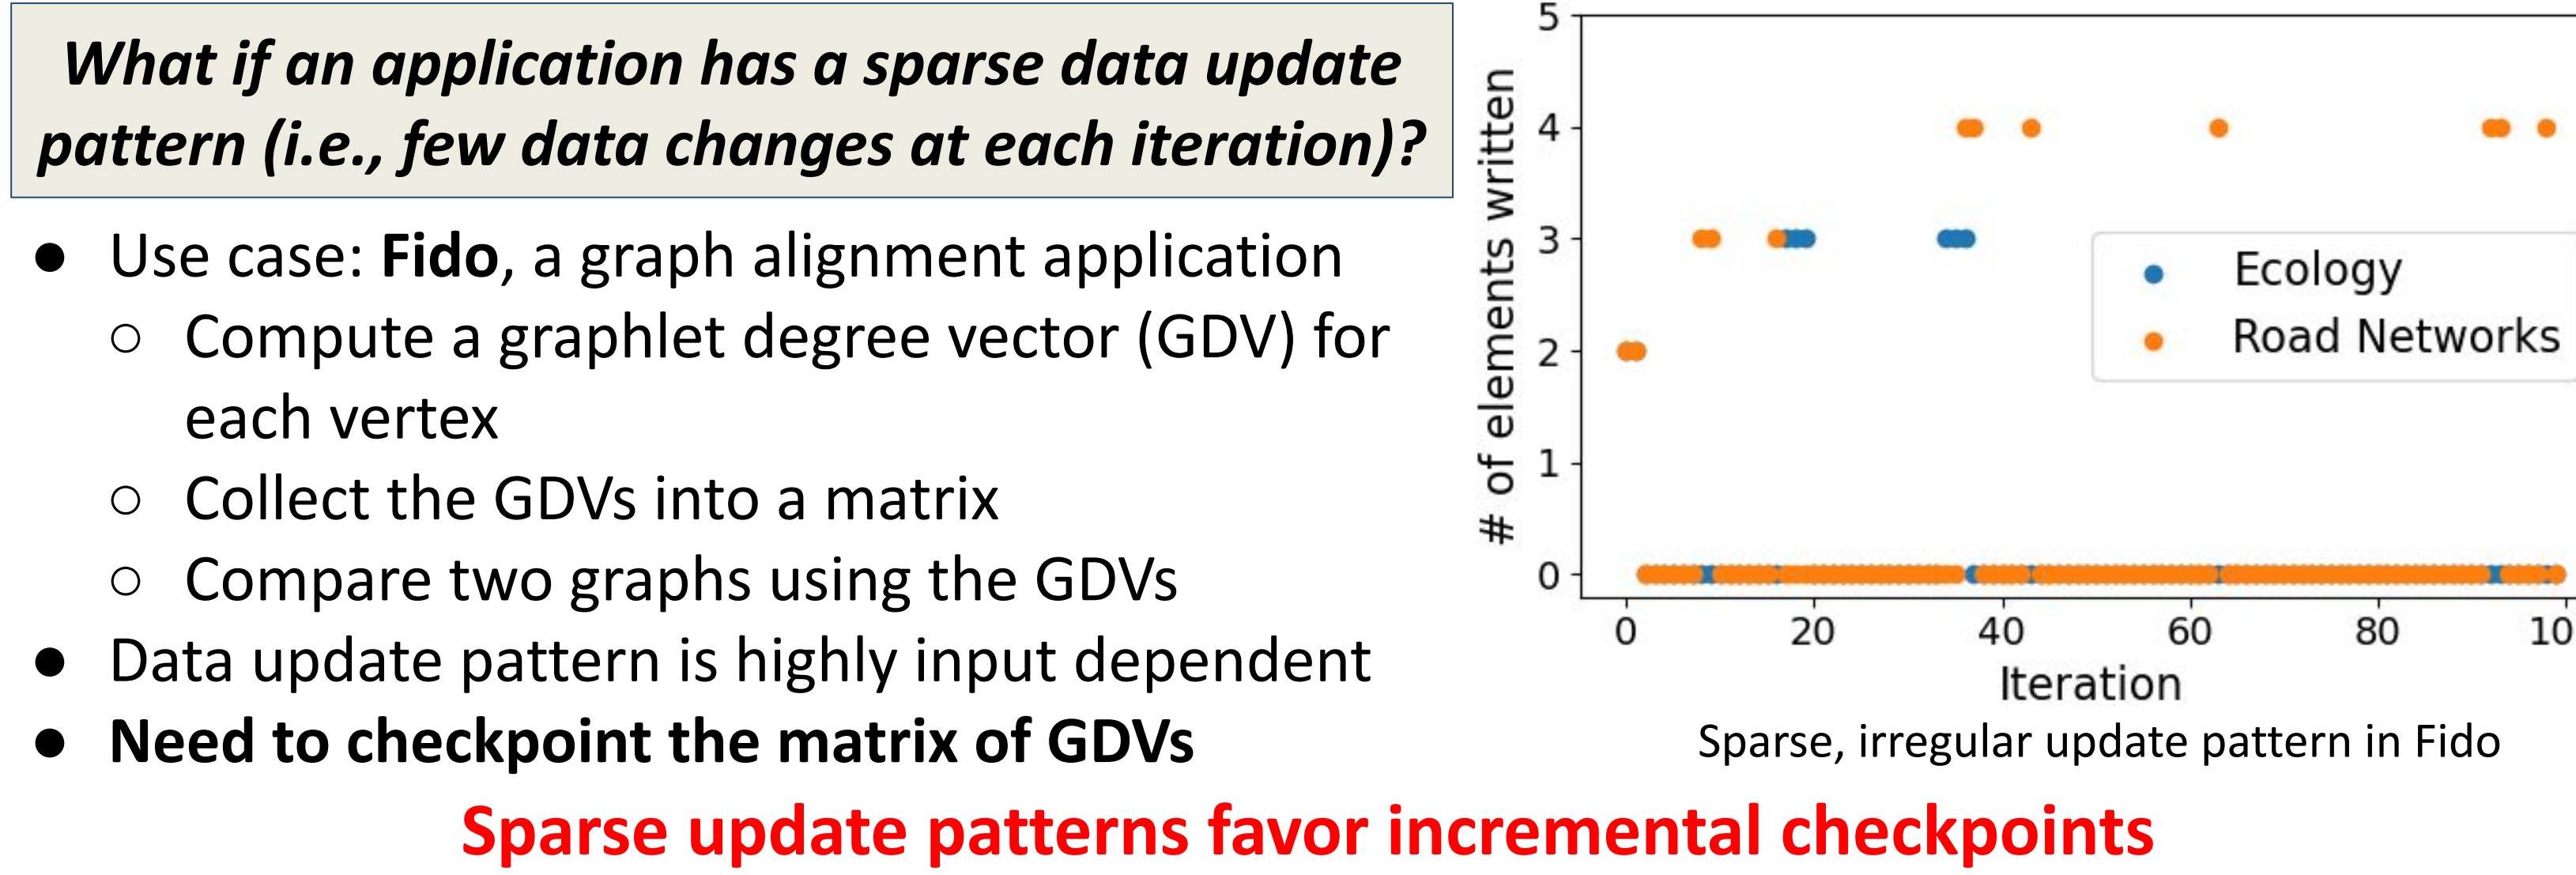 What if an application has a sparse data update
pattern (i.e., few data changes at each iteration)?
● Use case: Fido, a graph alignment application
○ Compute a graphlet degree vector (GDV) for
each vertex
○ Collect the GDVs into a matrix
○ Compare two graphs using the GDVs
● Data update pattern is highly input dependent
● Need to checkpoint the matrix of GDVs
# of elements written
5
4
3
2
1
0
Ecology
Road Networks
0 20 40 60 80 10
Iteration
Sparse, irregular update pattern in Fido
Sparse update patterns favor incremental checkpoints